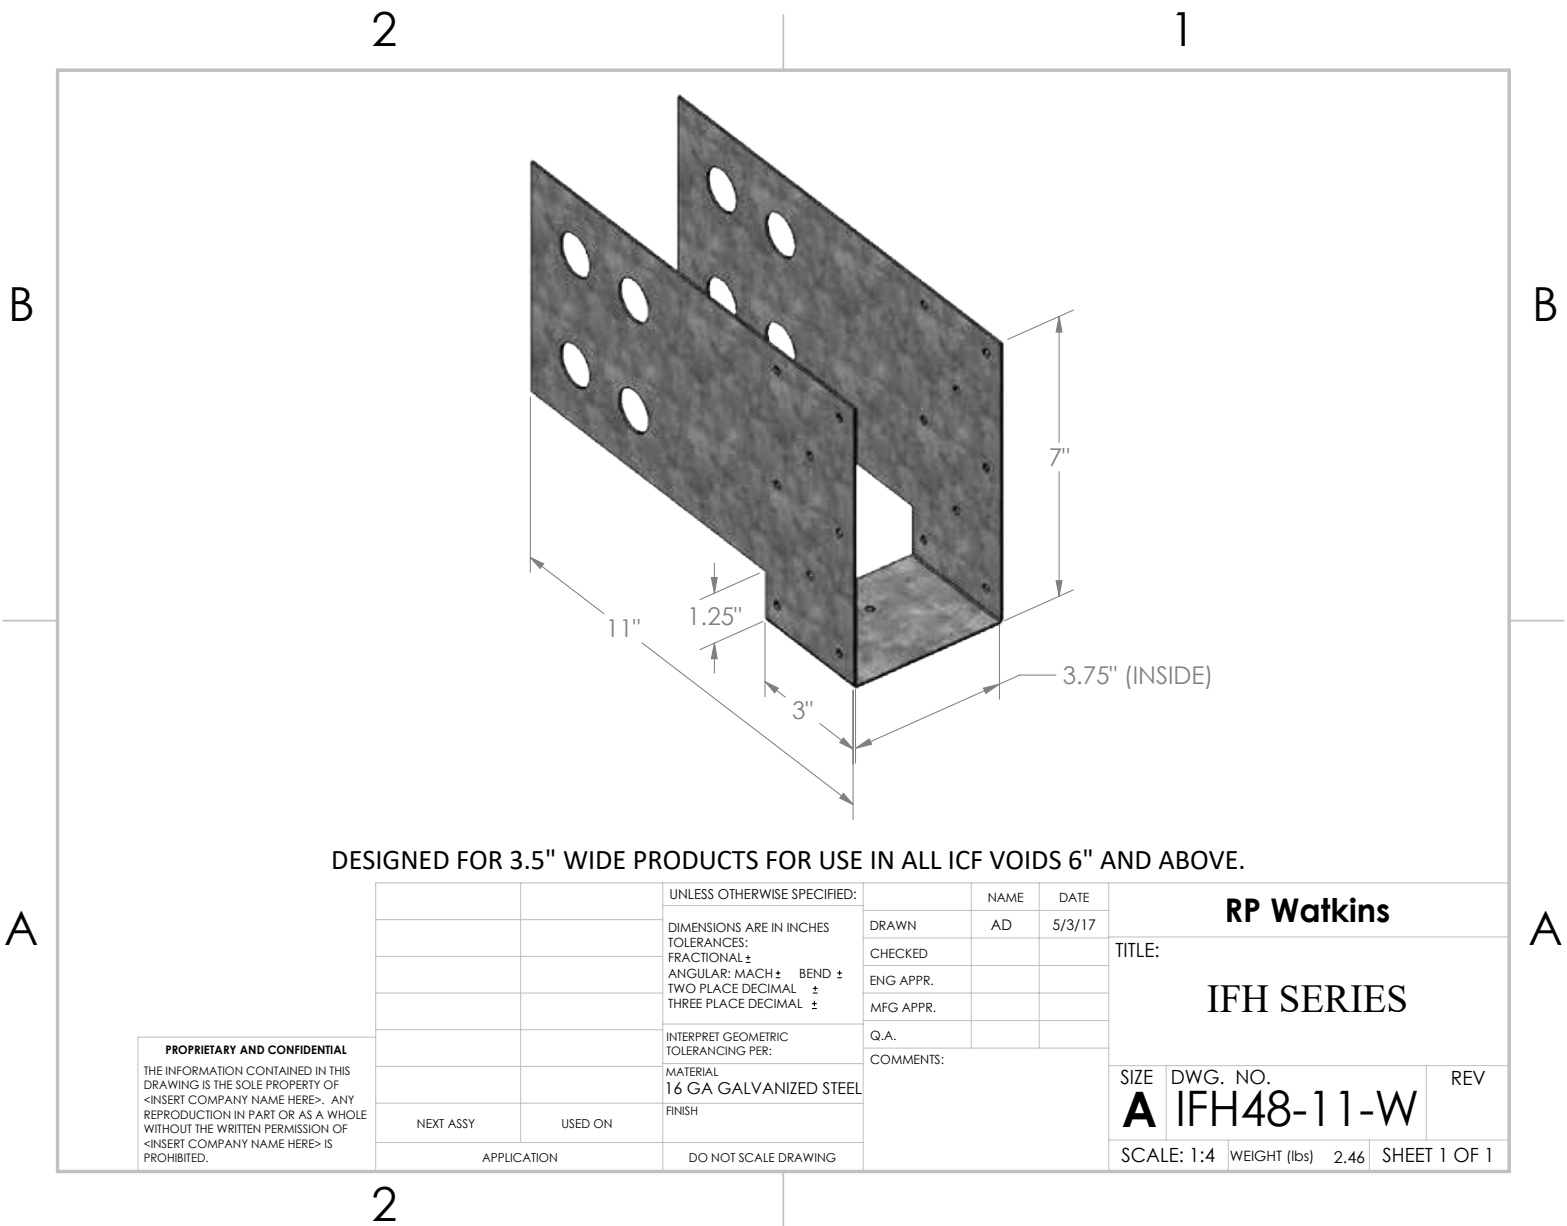 2
1
B
B
7"
1.25"
11"
3.75" (INSIDE)
3"
DESIGNED FOR 3.5" WIDE PRODUCTS FOR USE IN ALL ICF VOIDS 6" AND ABOVE.
A
A
PROPRIETARY AND CONFIDENTIAL
THE INFORMATION CONTAINED IN THIS
DRAWING IS THE SOLE PROPERTY OF
<INSERT COMPANY NAME HERE>. ANY
REPRODUCTION IN PART OR AS A WHOLE
WITHOUT THE WRITTEN PERMISSION OF
<INSERT COMPANY NAME HERE> IS
PROHIBITED.
NEXT ASSY
USED ON
APPLICATION
UNLESS OTHERWISE SPECIFIED:
DIMENSIONS ARE IN INCHES
TOLERANCES:
FRACTIONAL ±
ANGULAR: MACH ± BEND ±
TWO PLACE DECIMAL ±
THREE PLACE DECIMAL ±
INTERPRET GEOMETRIC
TOLERANCING PER:
MATERIAL
16 GA GALVANIZED STEEL
FINISH
DO NOT SCALE DRAWING
NAME
DATE
DRAWN
AD
5/3/17
CHECKED
ENG APPR.
MFG APPR.
Q.A.
COMMENTS:
RP Watkins
TITLE:
IFH SERIES
SIZE
A
DWG. NO.
IFH48-11-W
REV
SCALE: 1:4
WEIGHT (lbs) 2.46
SHEET 1 OF 1
2